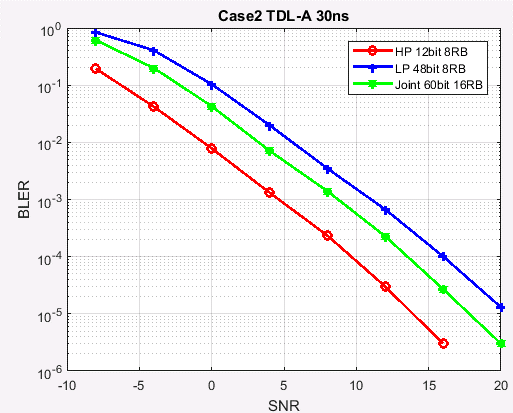 Case2 TDL-A 30ns
10^0
10^-1
10^-2
10^-3
10^-4
10^-5
10^-6
BLER
HP 12bit 8RB
LP 48bit 8RB
Joint 60bit 16RB
-10 -5 0 5 10 15 20
SNR